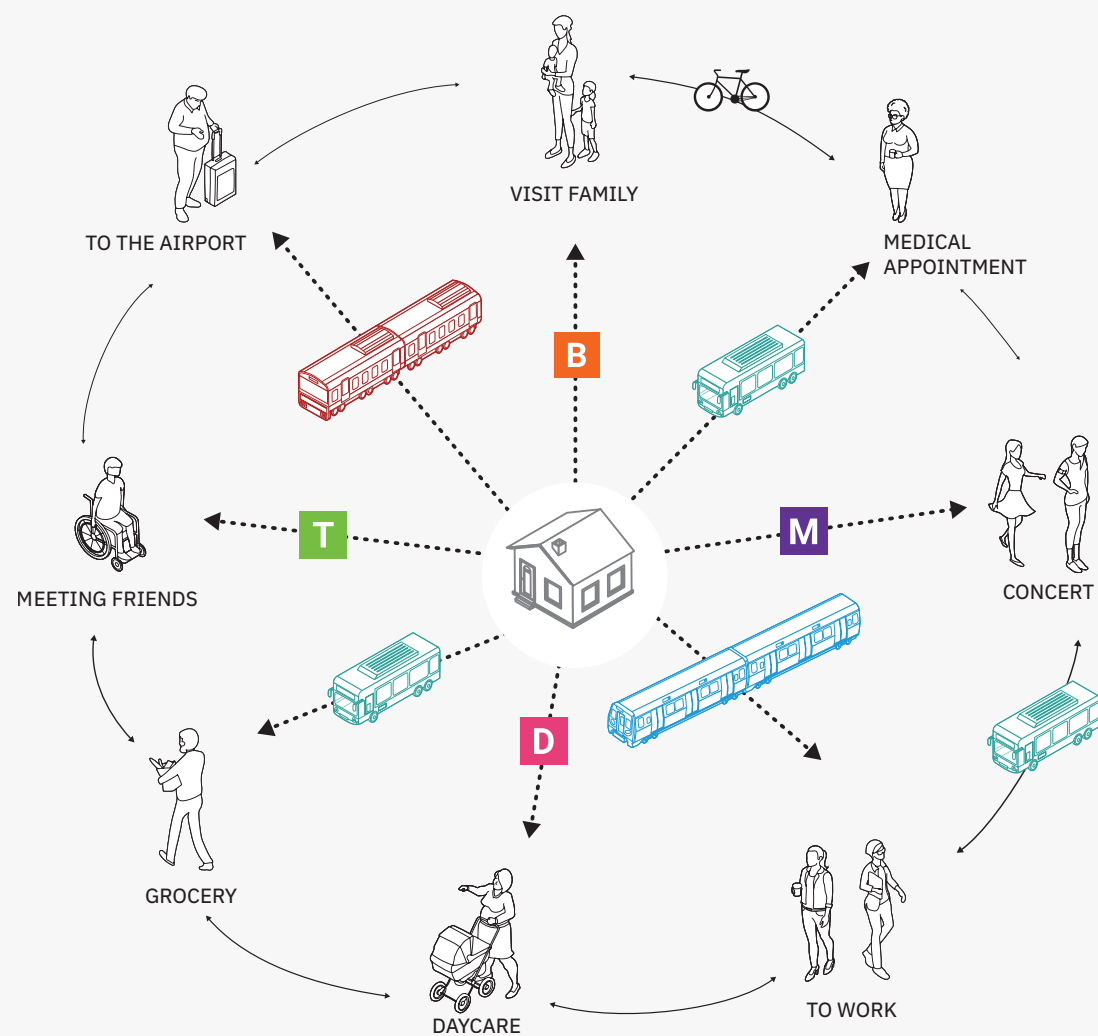 VISIT FAMILY
TO THE AIRPORT
MEDICAL
APPOINTMENT
B
T
M
CONCERT
MEETING FRIENDS
D
GROCERY
TO WORK
DAYCARE